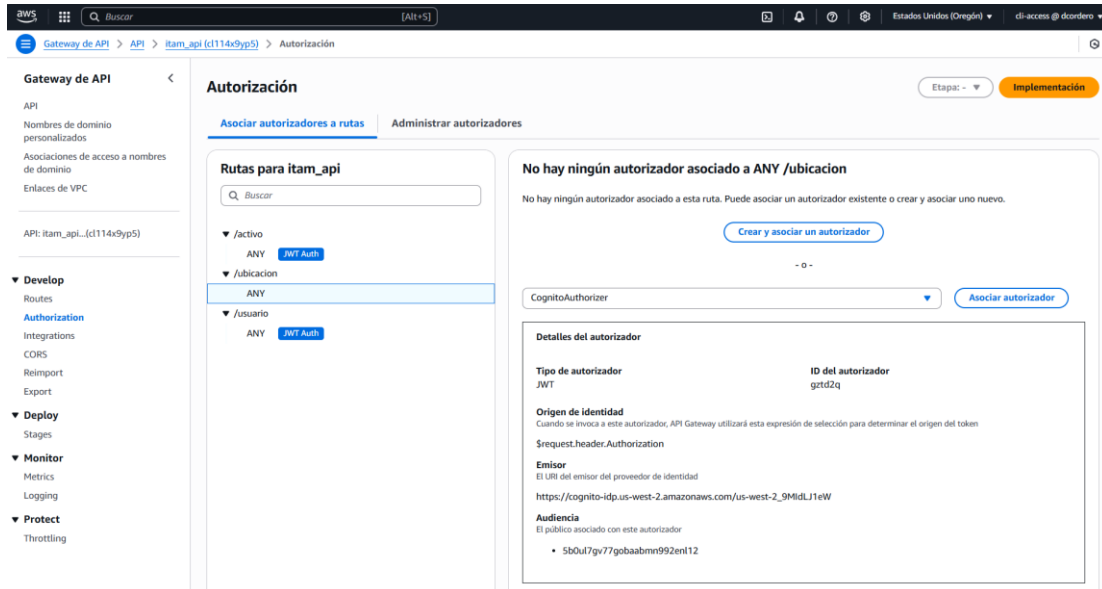 aws
Buscar
[Alt+S]
Estados Unidos (Oregón) ▼
cli-access @ dcordero
Gateway de API > API > itam_api (cl114x9yp5) > Autorización
Gateway de API
API
Nombres de dominio
personalizados
Asociaciones de acceso a nombres
de dominio
Enlaces de VPC
API: itam_api...(cl114x9yp5)
▼ Develop
Routes
Authorization
Integrations
CORS
Reimport
Export
▼ Deploy
Stages
▼ Monitor
Metrics
Logging
▼ Protect
Throttling
Autorización
Etapa: - ▼
Implementación
Asociar autorizadores a rutas
Administrar autorizadores
Rutas para itam_api
Buscar
▼ /activo
ANY JWT Auth
▼ /ubicacion
ANY
▼ /usuario
ANY JWT Auth
No hay ningún autorizador asociado a ANY /ubicacion
No hay ningún autorizador asociado a esta ruta. Puede asociar un autorizador existente o crear y asociar uno nuevo.
Crear y asociar un autorizador
- o -
CognitoAuthorizer ▼
Asociar autorizador
Detalles del autorizador
Tipo de autorizador
JWT
ID del autorizador
gztd2q
Origen de identidad
Cuando se invoca a este autorizador, API Gateway utilizará esta expresión de selección para determinar el origen del token
$request.header.Authorization
Emisor
El URI del emisor del proveedor de identidad
https://cognito-idp.us-west-2.amazonaws.com/us-west-2_9MIdLJ1eW
Audiencia
El público asociado con este autorizador
• 5b0ul7gv77gobaabmn992enl12